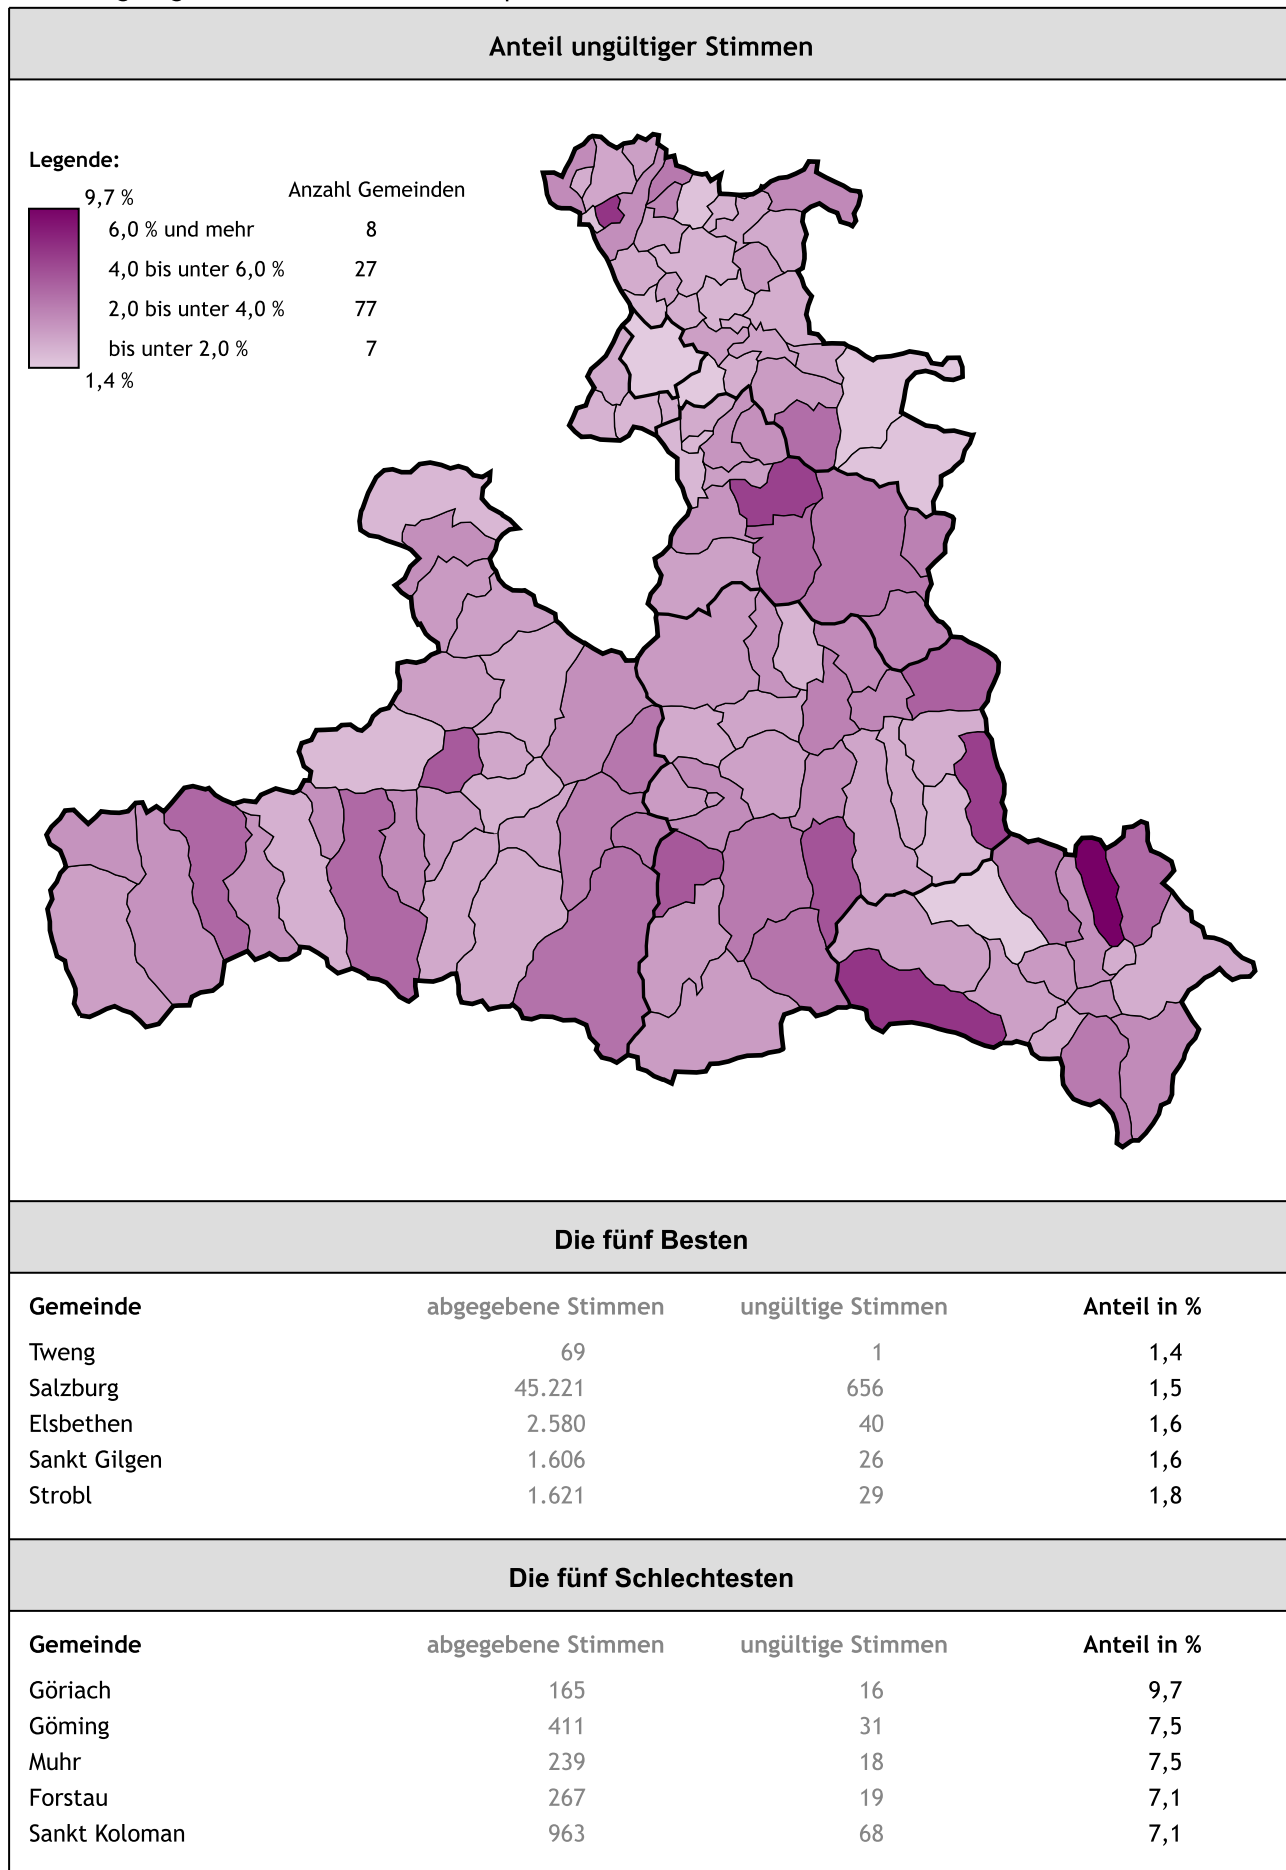 Anteil ungültiger Stimmen
Legende:
Anzahl Gemeinden
9,7 %
6,0 % und mehr 8
4,0 bis unter 6,0 % 27
2,0 bis unter 4,0 % 77
bis unter 2,0 % 7
1,4 %
Die fünf Besten
Gemeinde abgegebene Stimmen ungültige Stimmen Anteil in %
Tweng 69 1 1,4
Salzburg 45.221 656 1,5
Elsbethen 2.580 40 1,6
Sankt Gilgen 1.606 26 1,6
Strobl 1.621 29 1,8
Die fünf Schlechtesten
Gemeinde abgegebene Stimmen ungültige Stimmen Anteil in %
Göriach 165 16 9,7
Göming 411 31 7,5
Muhr 239 18 7,5
Forstau 267 19 7,1
Sankt Koloman 963 68 7,1